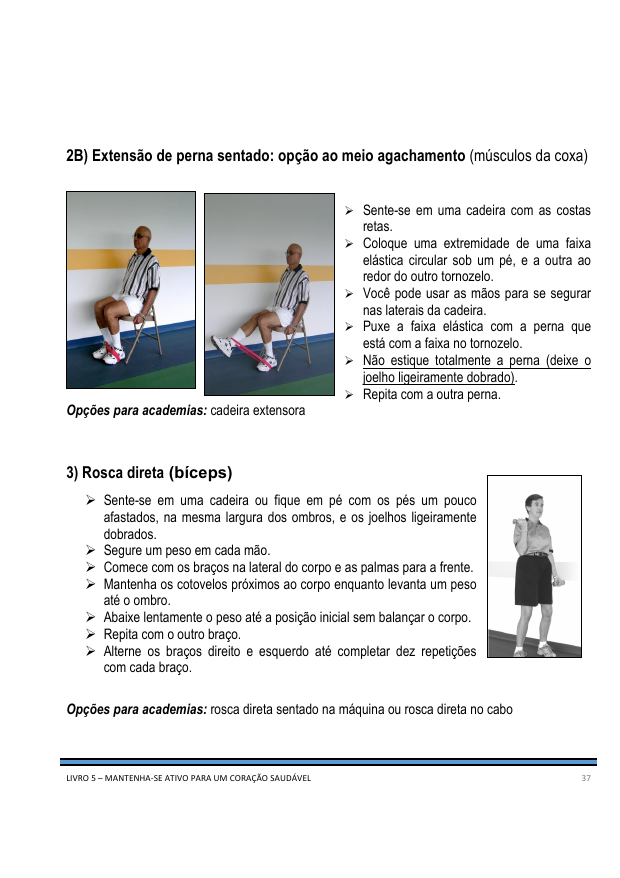 2B) Extensão de perna sentado: opção ao meio agachamento (músculos da coxa)
➢ Sente-se em uma cadeira com as costas
retas.
➢ Coloque uma extremidade de uma faixa
elástica circular sob um pé, e a outra ao
redor do outro tornozelo.
➢ Você pode usar as mãos para se segurar
nas laterais da cadeira.
➢ Puxe a faixa elástica com a perna que
está com a faixa no tornozelo.
➢ Não estique totalmente a perna (deixe o
joelho ligeiramente dobrado).
➢ Repita com a outra perna.
Opções para academias: cadeira extensora
3) Rosca direta (bíceps)
➢ Sente-se em uma cadeira ou fique em pé com os pés um pouco
afastados, na mesma largura dos ombros, e os joelhos ligeiramente
dobrados.
➢ Segure um peso em cada mão.
➢ Comece com os braços na lateral do corpo e as palmas para a frente.
➢ Mantenha os cotovelos próximos ao corpo enquanto levanta um peso
até o ombro.
➢ Abaixe lentamente o peso até a posição inicial sem balançar o corpo.
➢ Repita com o outro braço.
➢ Alterne os braços direito e esquerdo até completar dez repetições
com cada braço.
Opções para academias: rosca direta sentado na máquina ou rosca direta no cabo
LIVRO 5 – MANTENHA-SE ATIVO PARA UM CORAÇÃO SAUDÁVEL 37